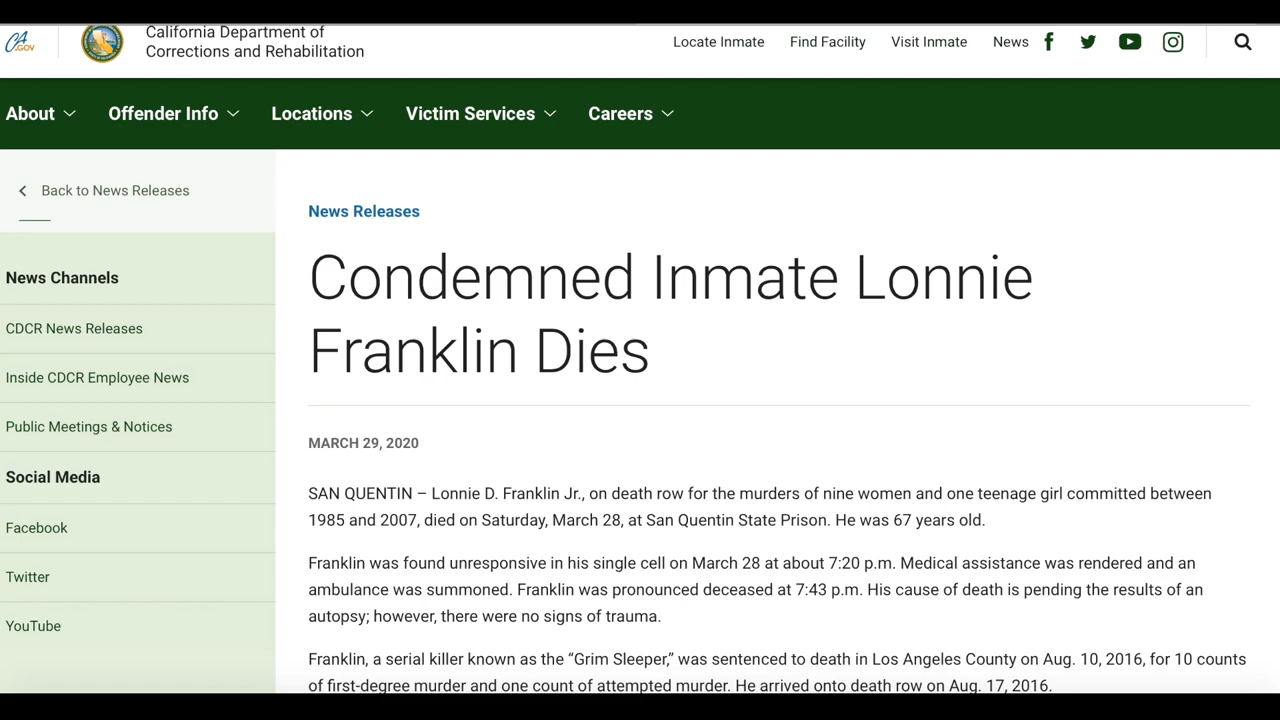 CA
.GOV
California Department of
Corrections and Rehabilitation
Locate Inmate Find Facility Visit Inmate News
About Offender Info Locations Victim Services Careers
Back to News Releases
News Channels
CDCR News Releases
Inside CDCR Employee News
Public Meetings & Notices
Social Media
Facebook
Twitter
YouTube
News Releases
Condemned Inmate Lonnie
Franklin Dies
MARCH 29, 2020
SAN QUENTIN – Lonnie D. Franklin Jr., on death row for the murders of nine women and one teenage girl committed between
1985 and 2007, died on Saturday, March 28, at San Quentin State Prison. He was 67 years old.
Franklin was found unresponsive in his single cell on March 28 at about 7:20 p.m. Medical assistance was rendered and an
ambulance was summoned. Franklin was pronounced deceased at 7:43 p.m. His cause of death is pending the results of an
autopsy; however, there were no signs of trauma.
Franklin, a serial killer known as the “Grim Sleeper,” was sentenced to death in Los Angeles County on Aug. 10, 2016, for 10 counts
of first-degree murder and one count of attempted murder. He arrived onto death row on Aug. 17, 2016.